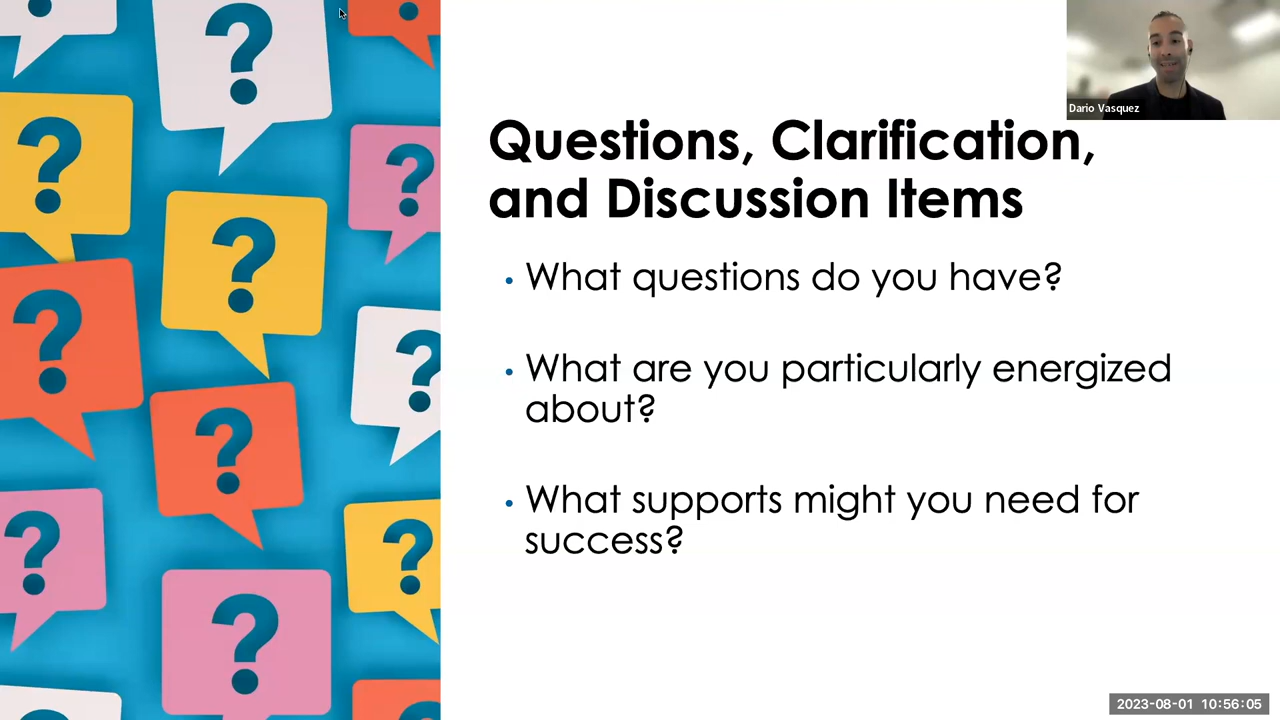 Dario Vasquez
Questions, Clarification,
and Discussion Items
• What questions do you have?
• What are you particularly energized
about?
• What supports might you need for
success?
2023-08-01 10:56:05